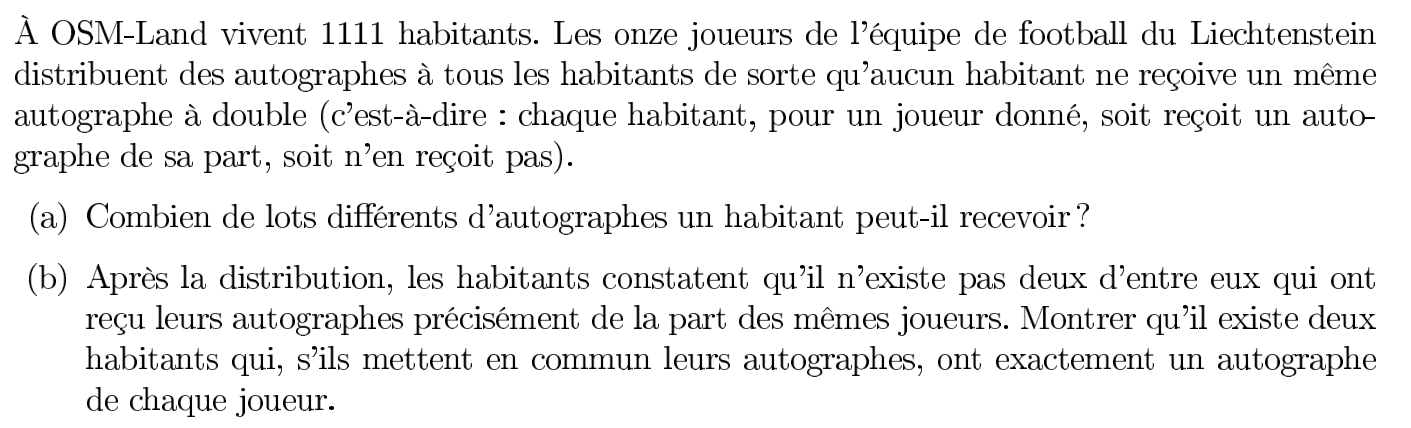 À OSM-Land vivent 1111 habitants. Les onze joueurs de l'équipe de football du Liechtenstein
distribuent des autographes à tous les habitants de sorte qu'aucun habitant ne reçoive un même
autographe à double (c'est-à-dire : chaque habitant, pour un joueur donné, soit reçoit un auto-
graphe de sa part, soit n'en reçoit pas).
(a) Combien de lots différents d'autographes un habitant peut-il recevoir ?
(b) Après la distribution, les habitants constatent qu'il n'existe pas deux d'entre eux qui ont
reçu leurs autographes précisément de la part des mêmes joueurs. Montrer qu'il existe deux
habitants qui, s'ils mettent en commun leurs autographes, ont exactement un autographe
de chaque joueur.